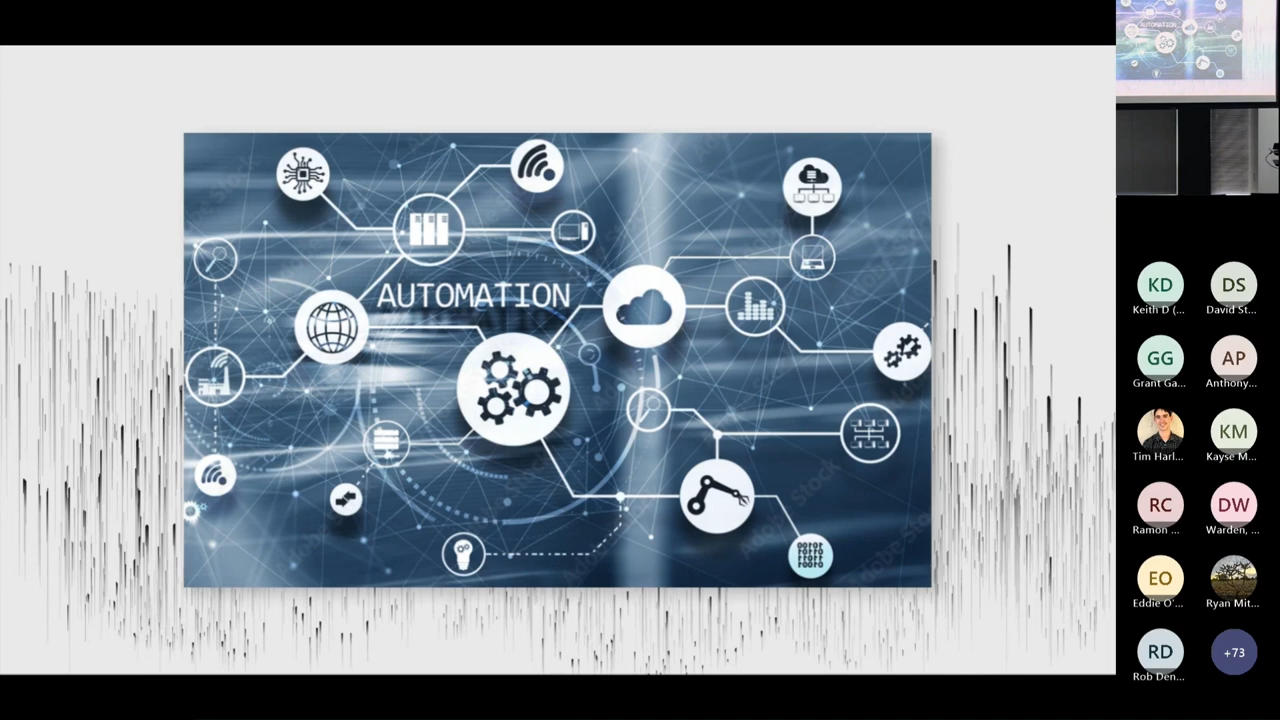 AUTOMATION
KD
DS
Keith D (...
David St...
GG
AP
Grant Ga...
Anthony...
KM
Tim Harl...
Kayse M...
RC
DW
Ramon ...
Warden, ...
EO
Eddie O'...
Ryan Mit...
RD
+73
Rob Den...